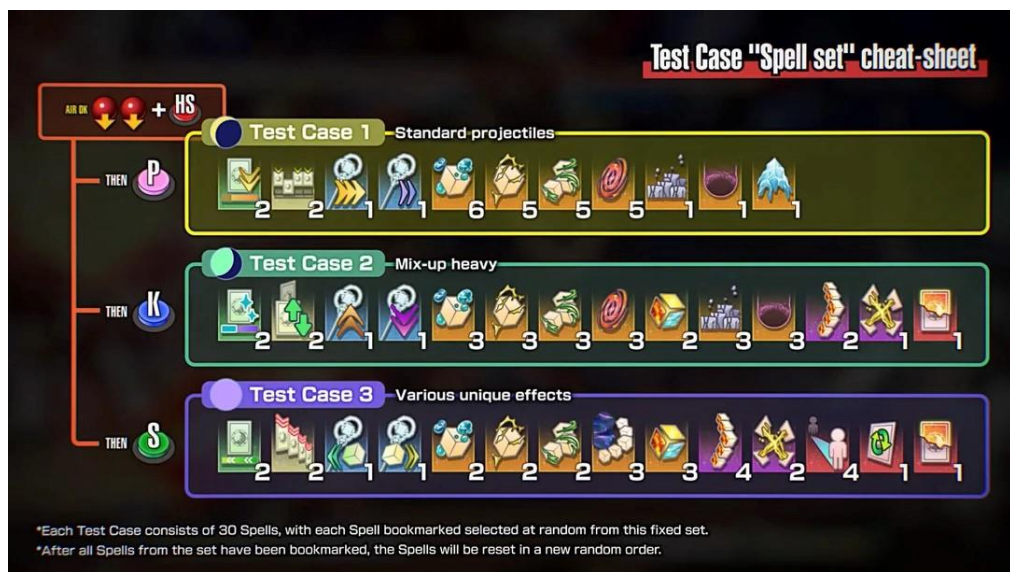 Test Case "Spell set" cheat-sheet
AIR OK + HS
Test Case 1 Standard projectiles
THEN P
2 2 1 1 6 5 5 5 1 1 1
Test Case 2 Mix-up heavy
THEN K
2 2 1 1 3 3 3 3 2 3 3 2 1 1
Test Case 3 Various unique effects
THEN S
2 2 1 1 2 2 2 3 3 4 2 4 1 1
*Each Test Case consists of 30 Spells, with each Spell bookmarked selected at random from this fixed set.
*After all Spells from the set have been bookmarked, the Spells will be reset in a new random order.